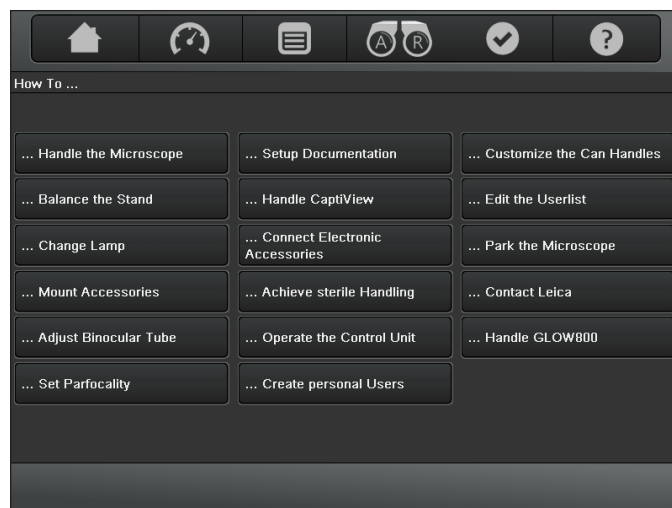 A R ?
How To ...
... Handle the Microscope
... Setup Documentation
... Customize the Can Handles
... Balance the Stand
... Handle CaptiView
... Edit the Userlist
... Change Lamp
... Connect Electronic
Accessories
... Park the Microscope
... Mount Accessories
... Achieve sterile Handling
... Contact Leica
... Adjust Binocular Tube
... Operate the Control Unit
... Handle GLOW800
... Set Parfocality
... Create personal Users